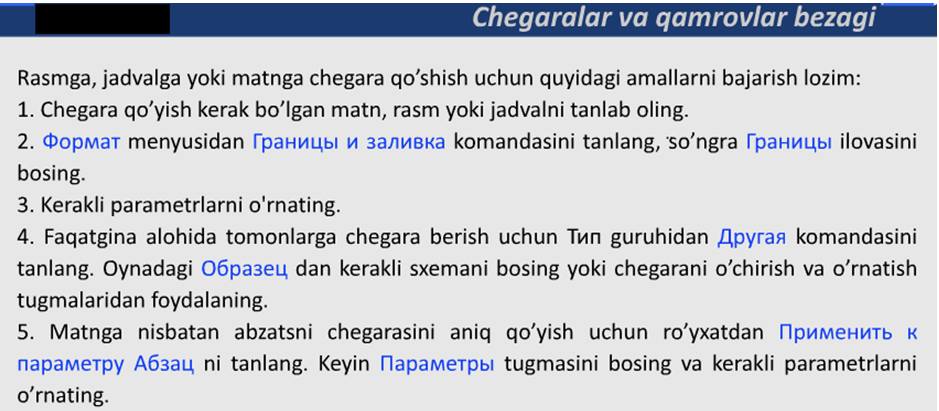 Chegaralar va qamrovlar bezagi
Rasmga, jadvalga yoki matnga chegara qo’shish uchun quyidagi amallarni bajarish lozim:
1. Chegara qo’yish kerak bo’lgan matn, rasm yoki jadvalni tanlab oling.
2. Формат menyusidan Границы и заливка komandasini tanlang, so’ngra Границы ilovasini
bosing.
3. Kerakli parametrlarni o'rnating.
4. Faqatgina alohida tomonlarga chegara berish uchun Тип guruhidan Другая komandasini
tanlang. Oynadagi Образец dan kerakli sxemani bosing yoki chegarani o’chirish va o’rnatish
tugmalaridan foydalaning.
5. Matnga nisbatan abzatsni chegarasini aniq qo’yish uchun ro’yxatdan Применить к
параметру Абзац ni tanlang. Keyin Параметры tugmasini bosing va kerakli parametrlarni
o’rnating.